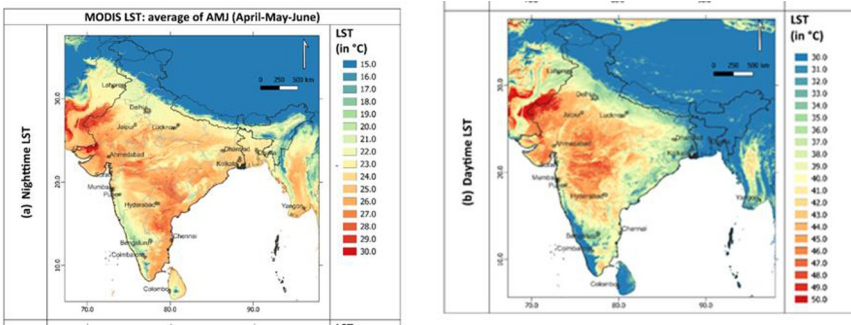 MODIS LST: average of AMJ (April-May-June)
LST
(in °C)
15.0
16.0
17.0
18.0
19.0
20.0
21.0
22.0
23.0
24.0
25.0
26.0
27.0
28.0
29.0
30.0
0 250 500 km
(a) Nighttime LST
30.0
20.0
10.0
Lahore
Delhi
Jaipur
Lucknow
Ahmedabad
Dhanbad
Kolkata
Mumbai
Hyderabad
Bengaluru
Chennai
Coimbatore
Colombo
Yangon
70.0 80.0 90.0
LST
(in °C)
30.0
31.0
32.0
33.0
34.0
35.0
36.0
37.0
38.0
39.0
40.0
41.0
42.0
43.0
44.0
45.0
46.0
47.0
48.0
49.0
50.0
0 250 500 km
(b) Daytime LST
30.0
20.0
10.0
Lahore
Delhi
Jaipur
Lucknow
Ahmedabad
Dhanbad
Mumbai
Hyderabad
Bengaluru
Chennai
Coimbatore
Colombo
Yangon
70.0 80.0 90.0